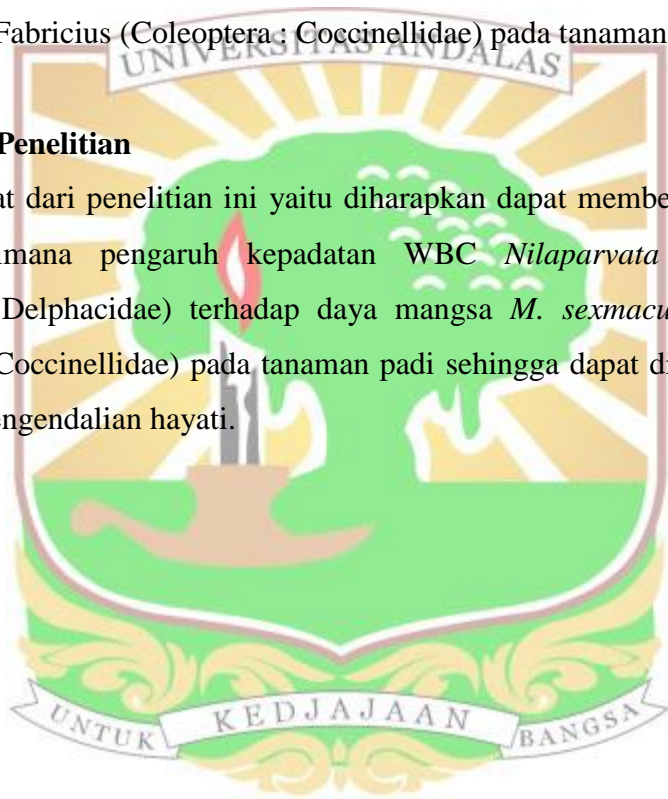 Fabricius (Coleoptera : Coccinellidae) pada tanaman
UNIVERSITAS ANDALAS
Penelitian
at dari penelitian ini yaitu diharapkan dapat membe
imana pengaruh kepadatan WBC Nilaparvata
Delphacidae) terhadap daya mangsa M. sexmacu
Coccinellidae) pada tanaman padi sehingga dapat di
engendalian hayati.
UNTUK KEDJAJAAN BANGSA